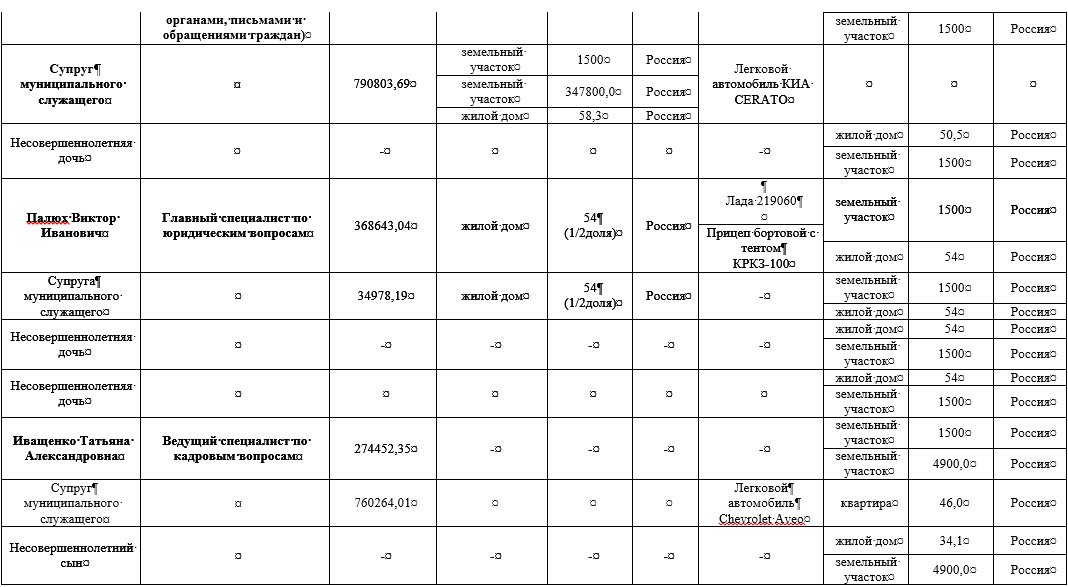 органами, письмами и
обращениями граждан)¤
земельный
участок¤
1500¤
Россия¤
Супруг¶
муниципального
служащего¤
¤
790803,69¤
земельный
участок¤
1500¤
Россия¤
земельный
участок¤
347800,0¤
Россия¤
жилой дом¤
58,3¤
Россия¤
Легковой
автомобиль КИА
CERATO¤
¤
¤
¤
Несовершеннолетняя
дочь¤
¤
-¤
¤
¤
¤
-¤
жилой дом¤
50,5¤
Россия¤
земельный
участок¤
1500¤
Россия¤
Палюх Виктор
Иванович¤
Главный специалист по
юридическим вопросам¤
368643,04¤
жилой дом¤
54¶
(1/2доля)¤
Россия¤
¶
Лада 219060¶
¤
Прицеп бортовой с
тентом¶
КРКЗ-100¤
земельный
участок¤
1500¤
Россия¤
жилой дом¤
54¤
Россия¤
Супруга¶
муниципального
служащего¤
¤
34978,19¤
жилой дом¤
54¶
(1/2доля)¤
Россия¤
-¤
земельный
участок¤
1500¤
Россия¤
жилой дом¤
54¤
Россия¤
Несовершеннолетняя
дочь¤
¤
-¤
-¤
-¤
-¤
-¤
жилой дом¤
54¤
Россия¤
земельный
участок¤
1500¤
Россия¤
Несовершеннолетняя
дочь¤
¤
¤
¤
¤
¤
¤
жилой дом¤
54¤
Россия¤
земельный
участок¤
1500¤
Россия¤
Иващенко Татьяна
Александровна¤
Ведущий специалист по
кадровым вопросам¤
274452,35¤
-¤
-¤
-¤
-¤
земельный
участок¤
1500¤
Россия¤
земельный
участок¤
4900,0¤
Россия¤
Супруг¶
муниципального
служащего¤
¤
760264,01¤
¤
¤
¤
Легковой¶
автомобиль¶
Chevrolet Aveo¤
квартира¤
46,0¤
Россия¤
Несовершеннолетний
сын¤
¤
-¤
-¤
-¤
-¤
-¤
жилой дом¤
34,1¤
Россия¤
земельный
участок¤
4900,0¤
Россия¤